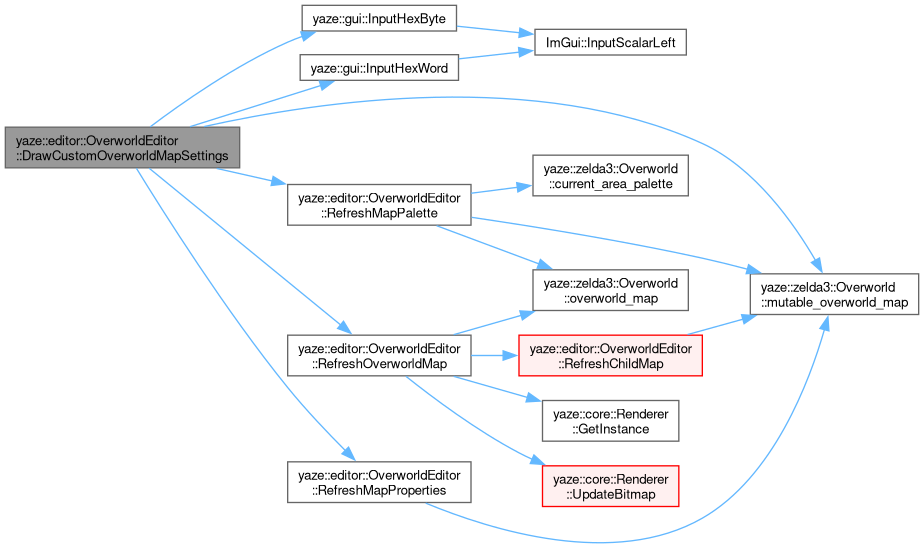 yaze::gui::InputHexByte
ImGui::InputScalarLeft
yaze::gui::InputHexWord
yaze::editor::OverworldEditor
::DrawCustomOverworldMapSettings
yaze::zelda3::Overworld
::current_area_palette
yaze::editor::OverworldEditor
::RefreshMapPalette
yaze::zelda3::Overworld
::overworld_map
yaze::zelda3::Overworld
::mutable_overworld_map
yaze::editor::OverworldEditor
::RefreshOverworldMap
yaze::editor::OverworldEditor
::RefreshChildMap
yaze::core::Renderer
::GetInstance
yaze::editor::OverworldEditor
::RefreshMapProperties
yaze::core::Renderer
::UpdateBitmap